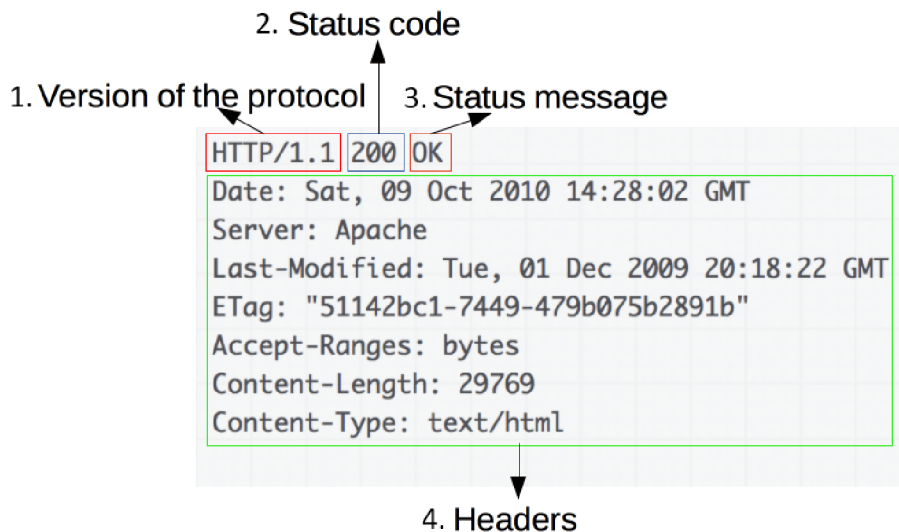 2. Status code
1. Version of the protocol
3. Status message
HTTP/1.1 200 OK
Date: Sat, 09 Oct 2010 14:28:02 GMT
Server: Apache
Last-Modified: Tue, 01 Dec 2009 20:18:22 GMT
ETag: "51142bc1-7449-479b075b2891b"
Accept-Ranges: bytes
Content-Length: 29769
Content-Type: text/html
4. Headers